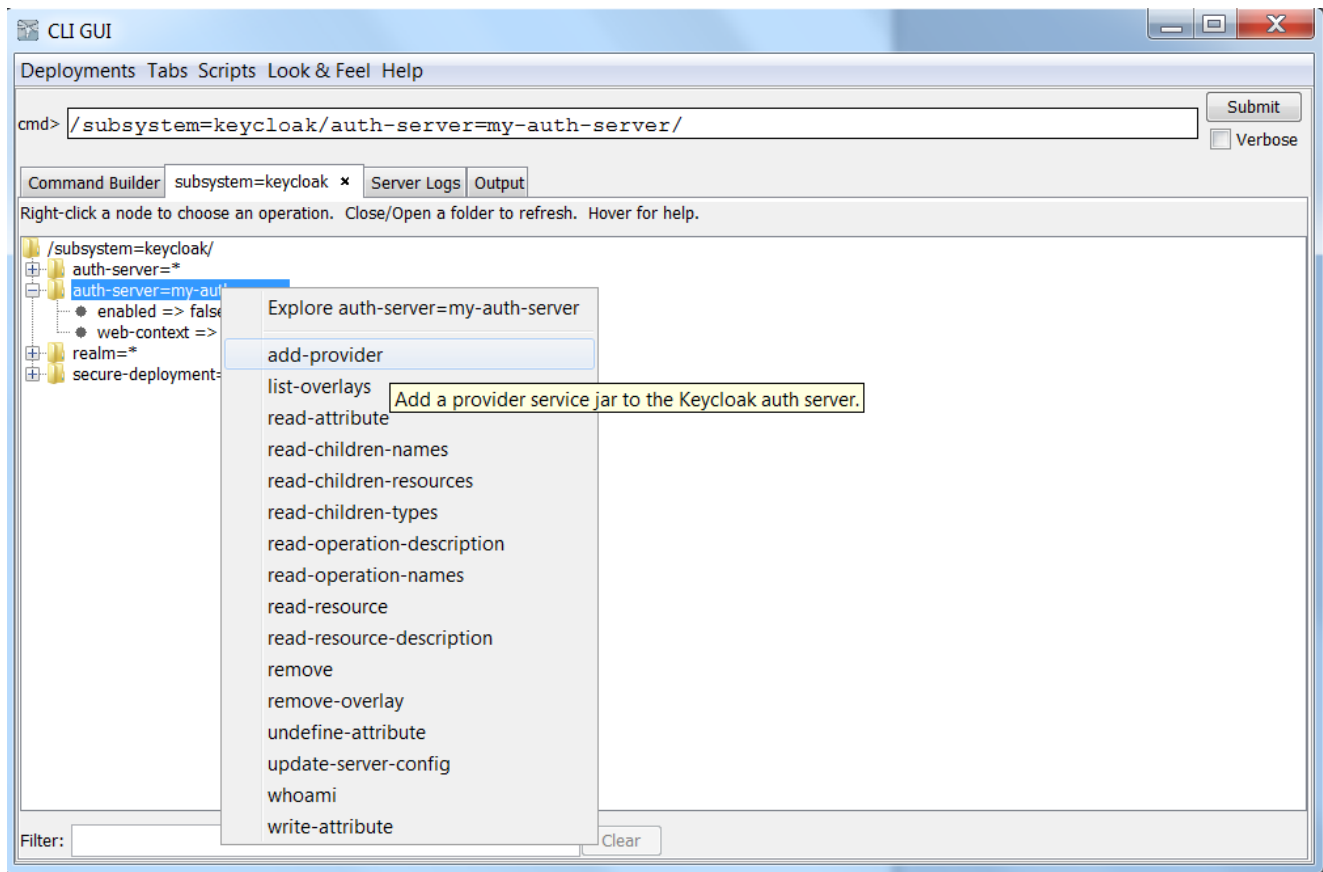 CLI GUI
Deployments Tabs Scripts Look & Feel Help
cmd> /subsystem=keycloak/auth-server=my-auth-server/
Submit
Verbose
Command Builder subsystem=keycloak × Server Logs Output
Right-click a node to choose an operation. Close/Open a folder to refresh. Hover for help.
/subsystem=keycloak/
auth-server=*
auth-server=my-aut
enabled => false
web-context =>
realm=*
secure-deployment=
Explore auth-server=my-auth-server
add-provider
list-overlays
Add a provider service jar to the Keycloak auth server.
read-attribute
read-children-names
read-children-resources
read-children-types
read-operation-description
read-operation-names
read-resource
read-resource-description
remove
remove-overlay
undefine-attribute
update-server-config
whoami
write-attribute
Filter:
Clear